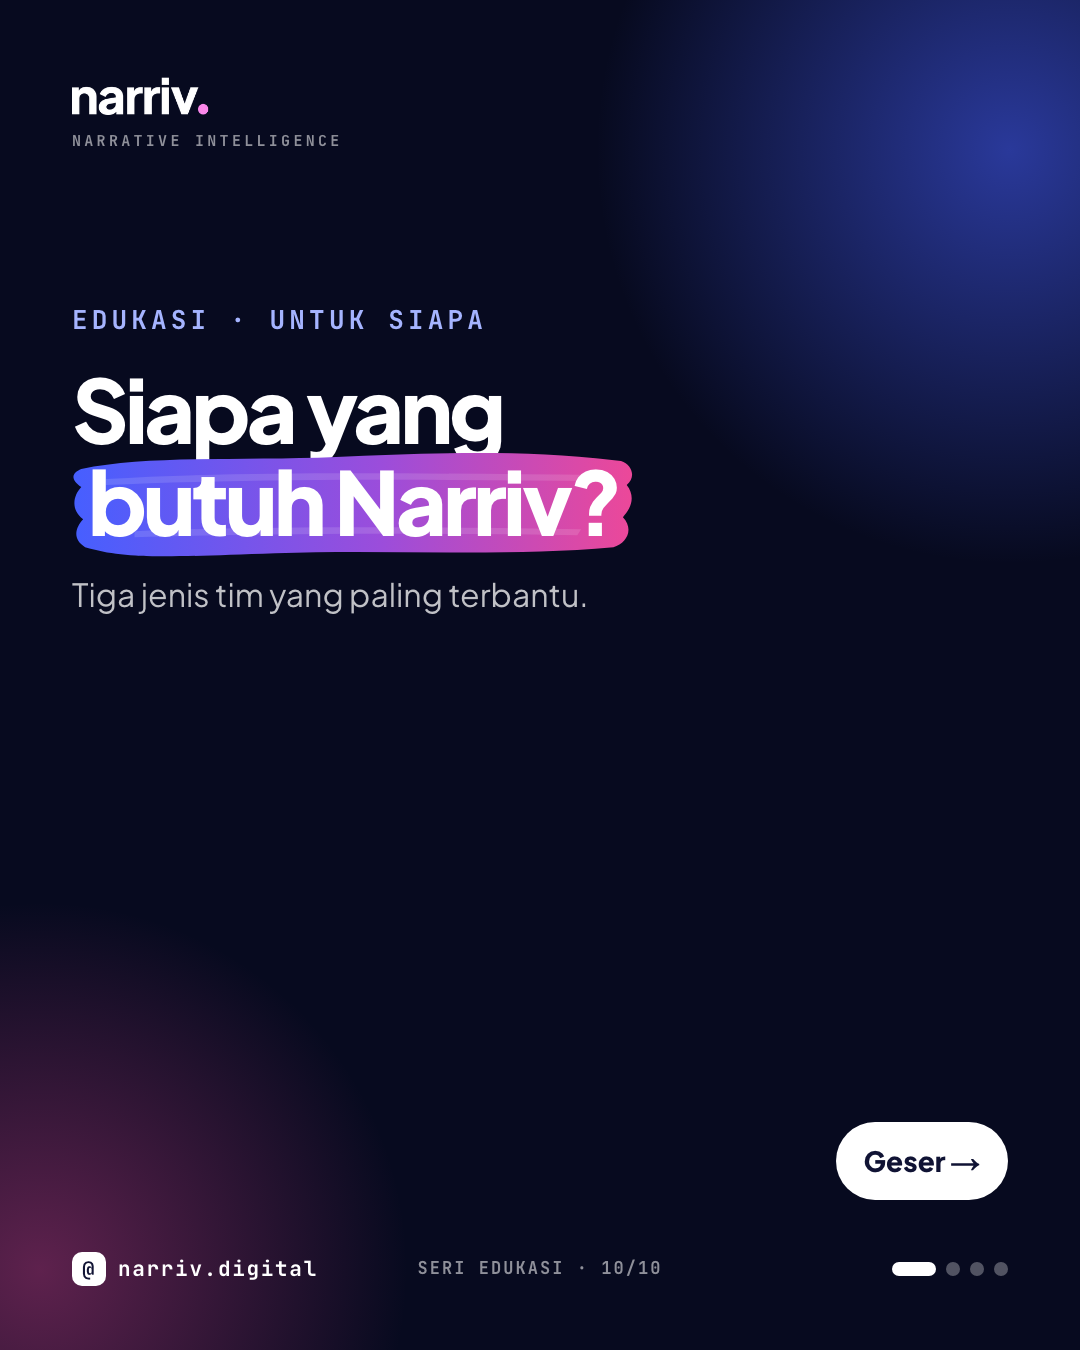 narriv.
NARRATIVE INTELLIGENCE
EDUKASI · UNTUK SIAPA
Siapa yang
butuh Narriv?
Tiga jenis tim yang paling terbantu.
Geser →
@ narriv.digital
SERI EDUKASI · 10/10